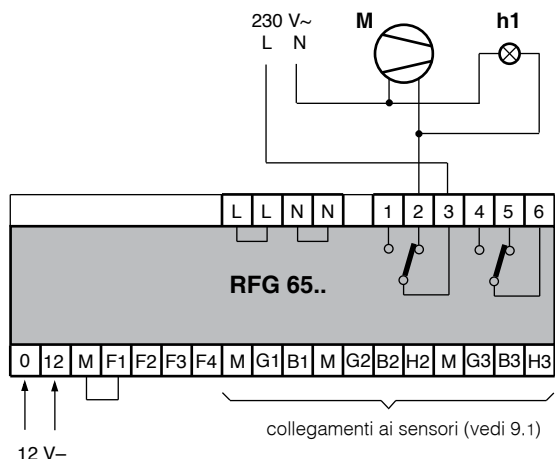 230 V~ M h1
L N
L L N N 1 2 3 4 5 6
RFG 65..
0 12 M F1 F2 F3 F4 M G1 B1 M G2 B2 H2 M G3 B3 H3
collegamenti ai sensori (vedi 9.1)
12 V–